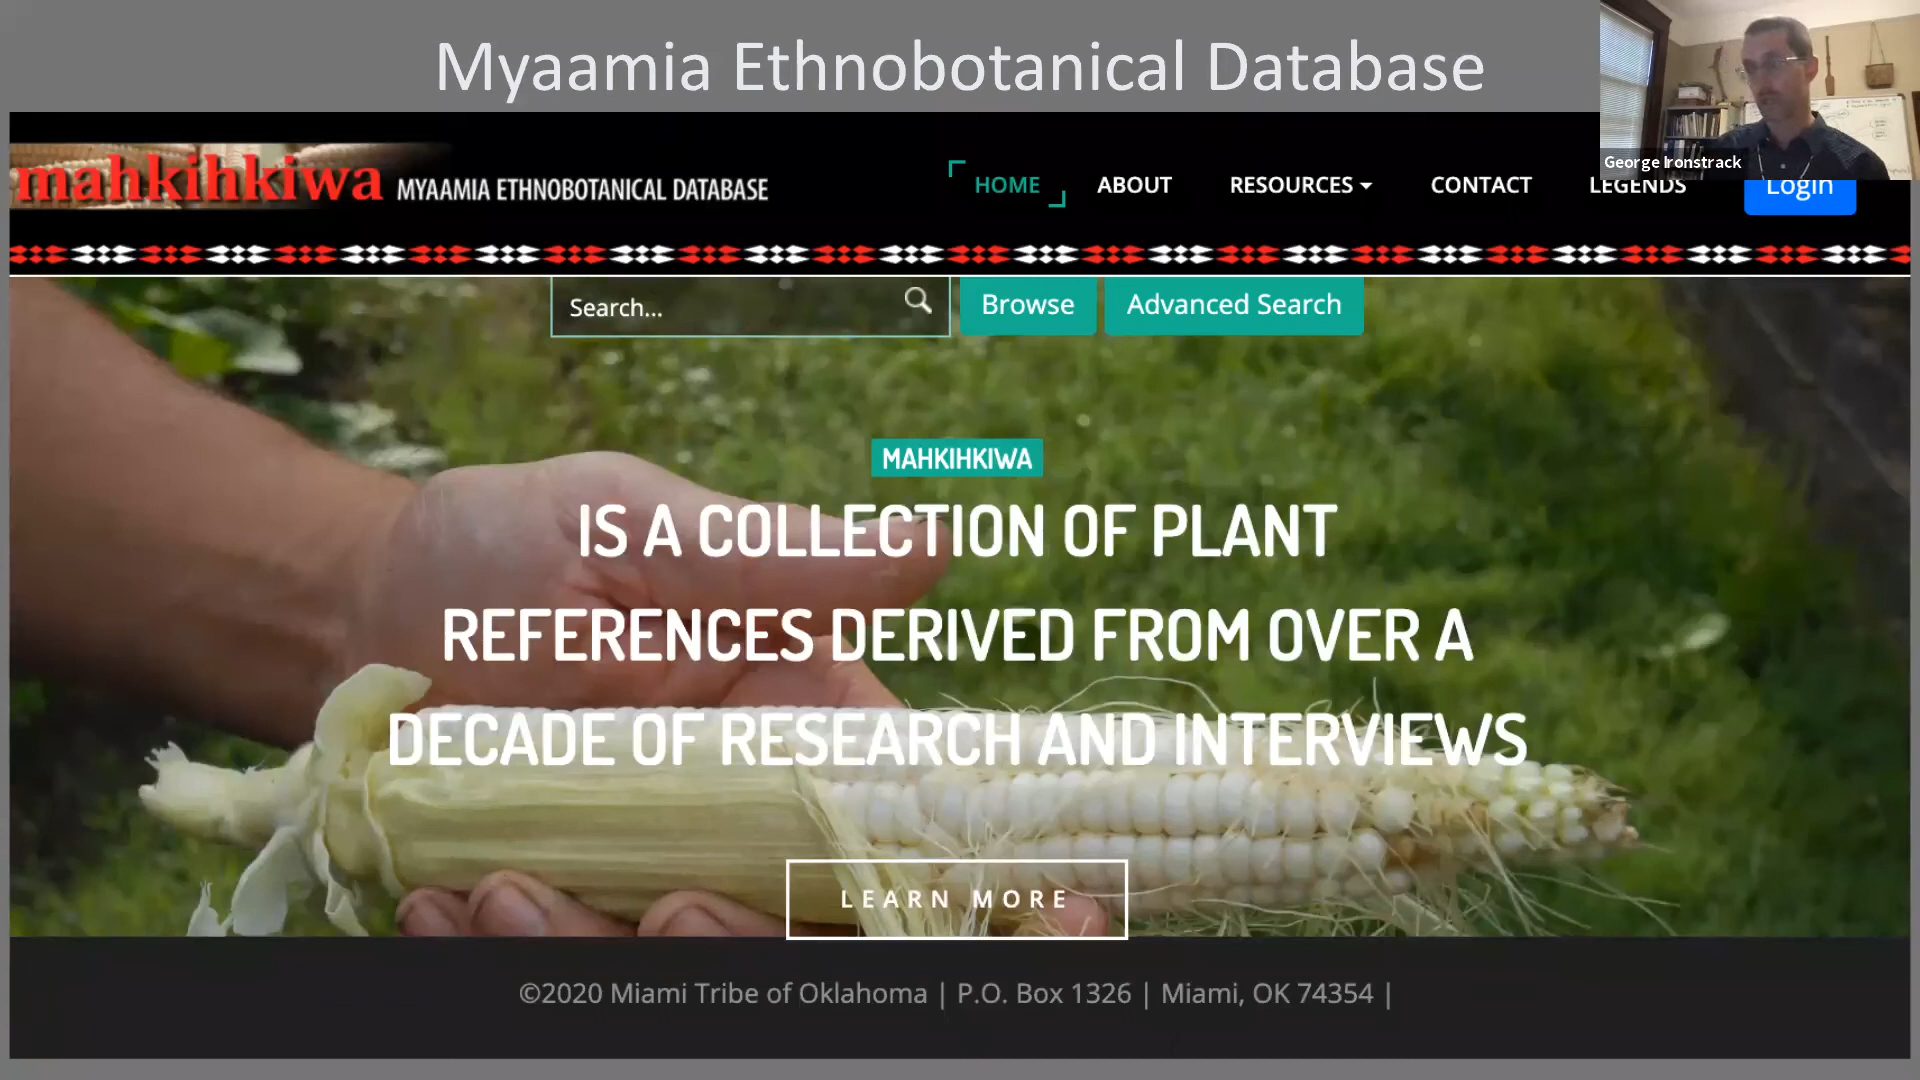 Myaamia Ethnobotanical Database
George Ironstrack
mahkihkiwa MYAAMIA ETHNOBOTANICAL DATABASE
HOME ABOUT RESOURCES CONTACT LEGENDS Login
Search... Browse Advanced Search
MAHKIHKIWA
IS A COLLECTION OF PLANT
REFERENCES DERIVED FROM OVER A
DECADE OF RESEARCH AND INTERVIEWS
LEARN MORE
©2020 Miami Tribe of Oklahoma | P.O. Box 1326 | Miami, OK 74354 |